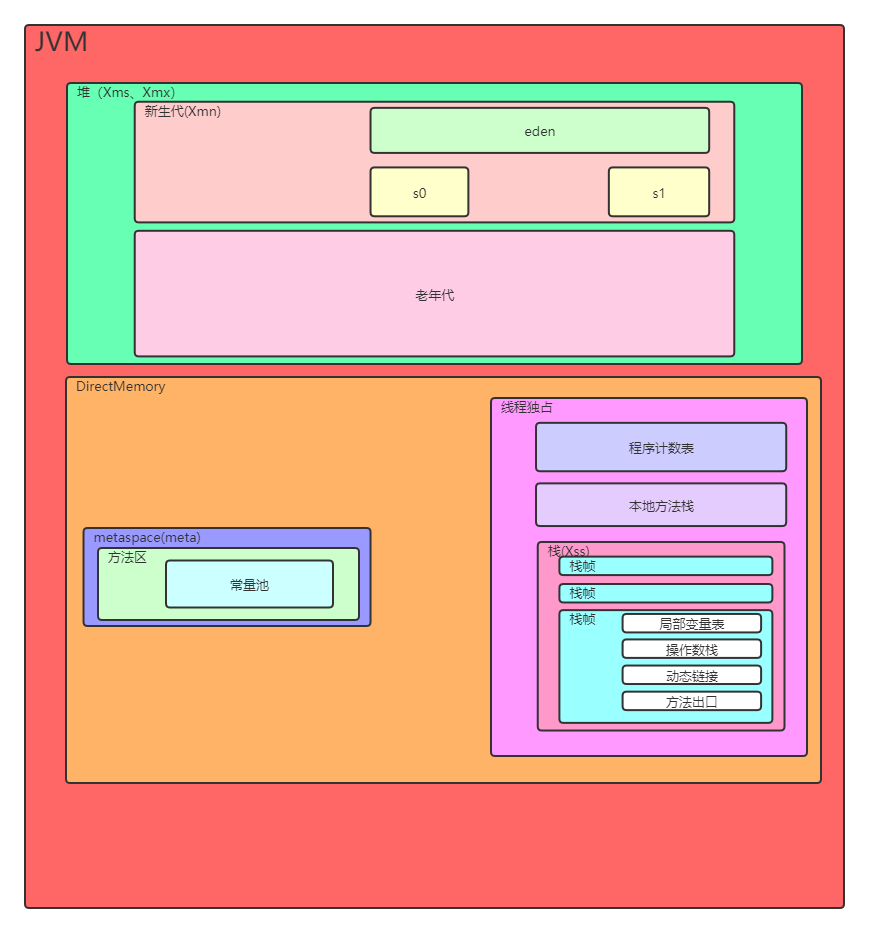 JVM
堆（Xms、Xmx）
新生代(Xmn)
eden
s0
s1
老年代
DirectMemory
线程独占
程序计数表
本地方法栈
metaspace(meta)
方法区
常量池
栈(Xss)
栈帧
栈帧
栈帧
局部变量表
操作数栈
动态链接
方法出口